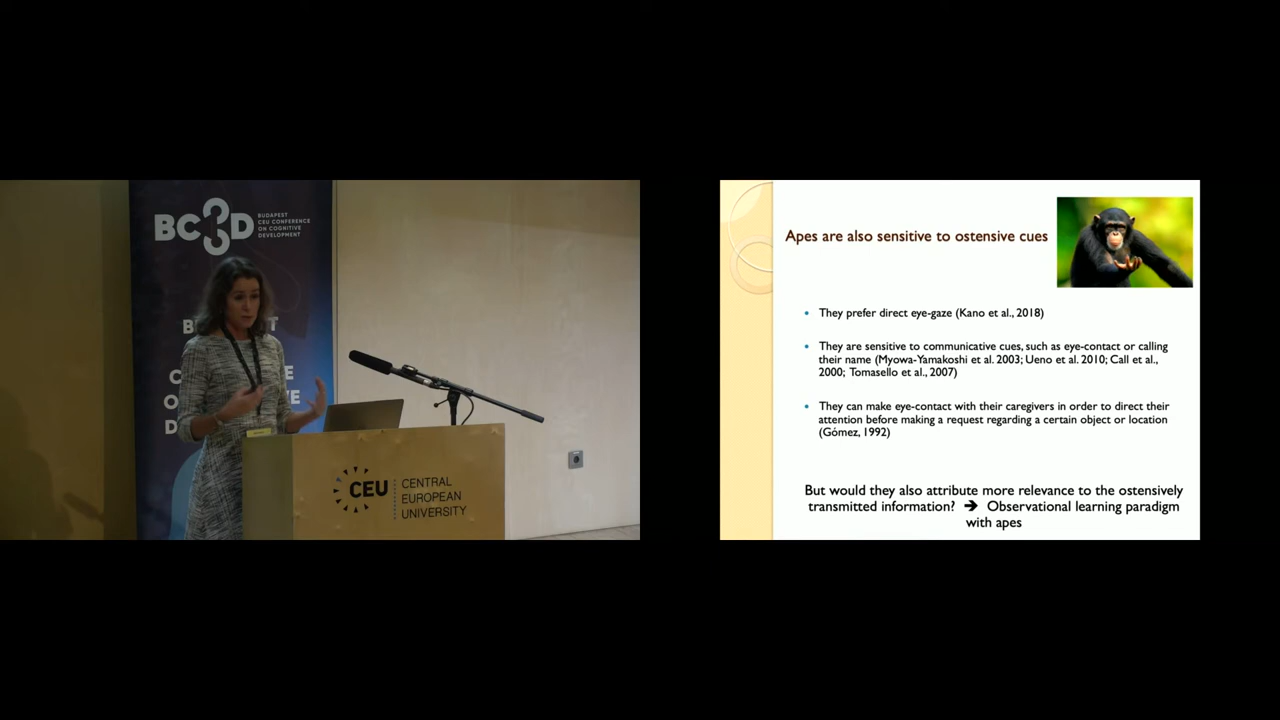 BC3D
BUDAPEST
CEU CONFERENCE
ON COGNITIVE
DEVELOPMENT
CEU
CENTRAL
EUROPEAN
UNIVERSITY
Apes are also sensitive to ostensive cues
• They prefer direct eye-gaze (Kano et al., 2018)
• They are sensitive to communicative cues, such as eye-contact or calling
their name (Myowa-Yamakoshi et al. 2003; Ueno et al. 2010; Call et al.,
2000; Tomasello et al., 2007)
• They can make eye-contact with their caregivers in order to direct their
attention before making a request regarding a certain object or location
(Gómez, 1992)
But would they also attribute more relevance to the ostensively
transmitted information? ➔ Observational learning paradigm
with apes